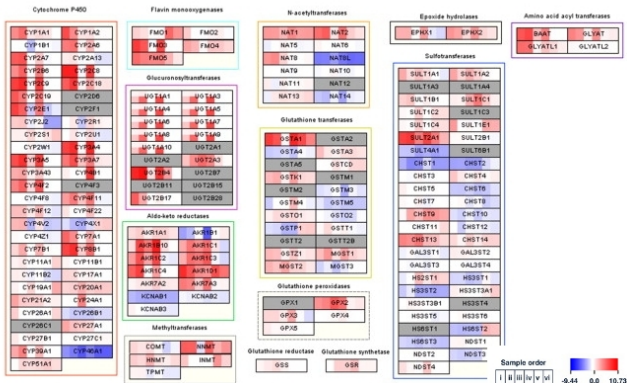 Cytochrome P450
CYP1A1 CYP1A2
CYP1B1 CYP2A6
CYP2A7 CYP2A13
CYP2B6 CYP2C8
CYP2C9 CYP2C18
CYP2C19 CYP2D6
CYP2E1 CYP2F1
CYP2J2 CYP2R1
CYP2S1 CYP2U1
CYP2W1 CYP3A4
CYP3A5 CYP3A7
CYP3A43 CYP4B1
CYP4F2 CYP4F3
CYP4F8 CYP4F11
CYP4F12 CYP4F22
CYP4V2 CYP4X1
CYP4Z1 CYP7A1
CYP7B1 CYP8B1
CYP11A1 CYP11B1
CYP11B2 CYP17A1
CYP19A1 CYP20A1
CYP21A2 CYP24A1
CYP26A1 CYP26B1
CYP26C1 CYP27A1
CYP27B1 CYP27C1
CYP39A1 CYP46A1
CYP51A1
Flavin monooxygenases
FMO1 FMO2
FMO3 FMO4
FMO5
Glucuronosyltransferases
UGT1A1 UGT1A3
UGT1A4 UGT1A5
UGT1A6 UGT1A7
UGT1A8 UGT1A9
UGT1A10 UGT2A1
UGT2A2 UGT2A3
UGT2B4 UGT2B7
UGT2B11 UGT2B15
UGT2B17 UGT2B28
Aldo-keto reductases
AKR1A1 AKR1B1
AKR1B10 AKR1C1
AKR1C2 AKR1C3
AKR1C4 AKR1D1
AKR7A2 AKR7A3
KCNAB1 KCNAB2
KCNAB3
Methyltransferases
COMT NNMT
HNMT INMT
TPMT
N-acetyltransferases
NAT1 NAT2
NAT5 NAT6
NAT8 NAT8L
NAT9 NAT10
NAT11 NAT12
NAT13 NAT14
Glutathione transferases
GSTA1 GSTA2
GSTA4 GSTA3
GSTA5 GSTCD
GSTK1 GSTM1
GSTM2 GSTM3
GSTM4 GSTM5
GSTO1 GSTO2
GSTP1 GSTT1
GSTT2 GSTT2B
GSTZ1 MGST1
MGST2 MGST3
Glutathione peroxidases
GPX1 GPX2
GPX3 GPX4
GPX5
Glutathione reductase
GSS
Glutathione synthetase
GSR
Epoxide hydrolases
EPHX1 EPHX2
Sulfotransferases
SULT1A1 SULT1A2
SULT1A3 SULT1A4
SULT1B1 SULT1C1
SULT1C2 SULT1C3
SULT1C4 SULT1E1
SULT2A1 SULT2B1
SULT4A1 SULT6B1
CHST1 CHST2
CHST3 CHST4
CHST5 CHST6
CHST7 CHST8
CHST9 CHST10
CHST11 CHST12
CHST13 CHST14
GAL3ST1 GAL3ST2
GAL3ST3 GAL3ST4
HS2ST1 HS3ST1
HS3ST2 HS3ST3A1
HS3ST3B1 HS3ST4
HS3ST5 HS3ST6
HS6ST1 HS6ST2
HS6ST3 NDST1
NDST2 NDST3
NDST4
Amino acid acyl transferases
BAAT GLYAT
GLYATL1 GLYATL2
Sample order
i ii iii iv v vi
-9.44 0.0 10.73